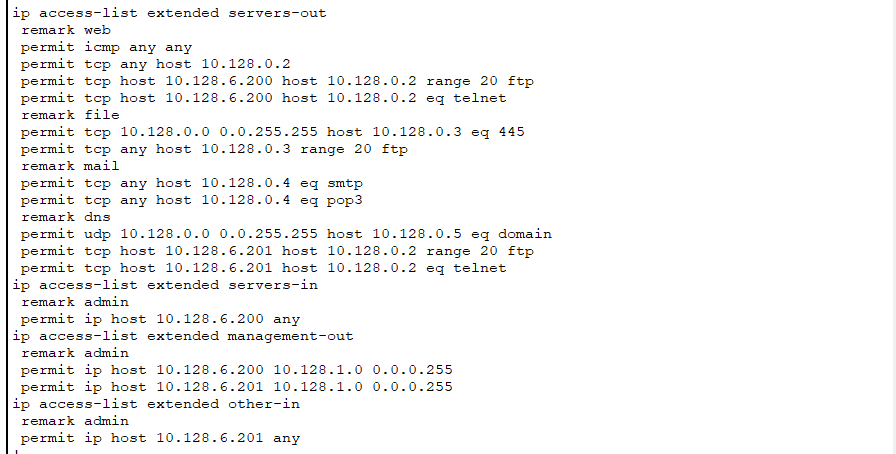 ip access-list extended servers-out
remark web
permit icmp any any
permit tcp any host 10.128.0.2
permit tcp host 10.128.6.200 host 10.128.0.2 range 20 ftp
permit tcp host 10.128.6.200 host 10.128.0.2 eq telnet
remark file
permit tcp 10.128.0.0 0.0.255.255 host 10.128.0.3 eq 445
permit tcp any host 10.128.0.3 range 20 ftp
remark mail
permit tcp any host 10.128.0.4 eq smtp
permit tcp any host 10.128.0.4 eq pop3
remark dns
permit udp 10.128.0.0 0.0.255.255 host 10.128.0.5 eq domain
permit tcp host 10.128.6.201 host 10.128.0.2 range 20 ftp
permit tcp host 10.128.6.201 host 10.128.0.2 eq telnet
ip access-list extended servers-in
remark admin
permit ip host 10.128.6.200 any
ip access-list extended management-out
remark admin
permit ip host 10.128.6.200 10.128.1.0 0.0.0.255
permit ip host 10.128.6.201 10.128.1.0 0.0.0.255
ip access-list extended other-in
remark admin
permit ip host 10.128.6.201 any